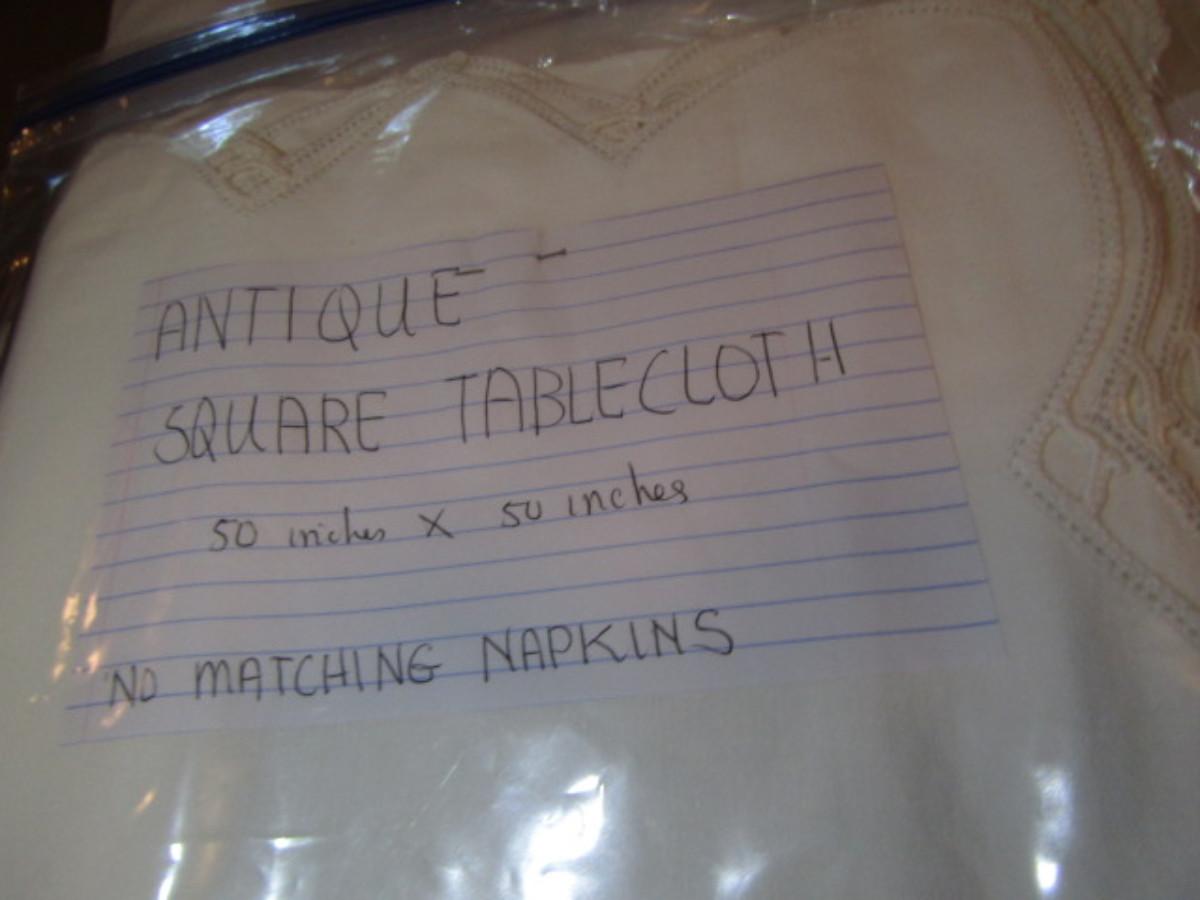 ANTIQUE -
SQUARE TABLECLOTH
50 inches X 50 inches
NO MATCHING NAPKINS